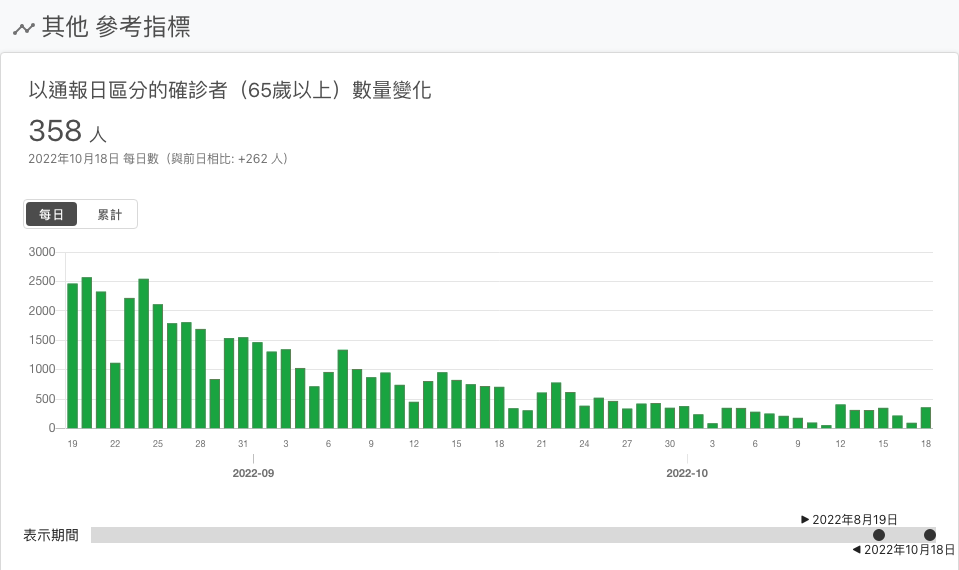 其他 參考指標
以通報日區分的確診者（65歲以上）數量變化
358 人
2022年10月18日 每日數（與前日相比: +262 人）
每日 累計
3000
2500
2000
1500
1000
500
0
19 22 25 28 31 3 6 9 12 15 18 21 24 27 30 3 6 9 12 15 18
2022-09 2022-10
2022年8月19日
表示期間
2022年10月18日